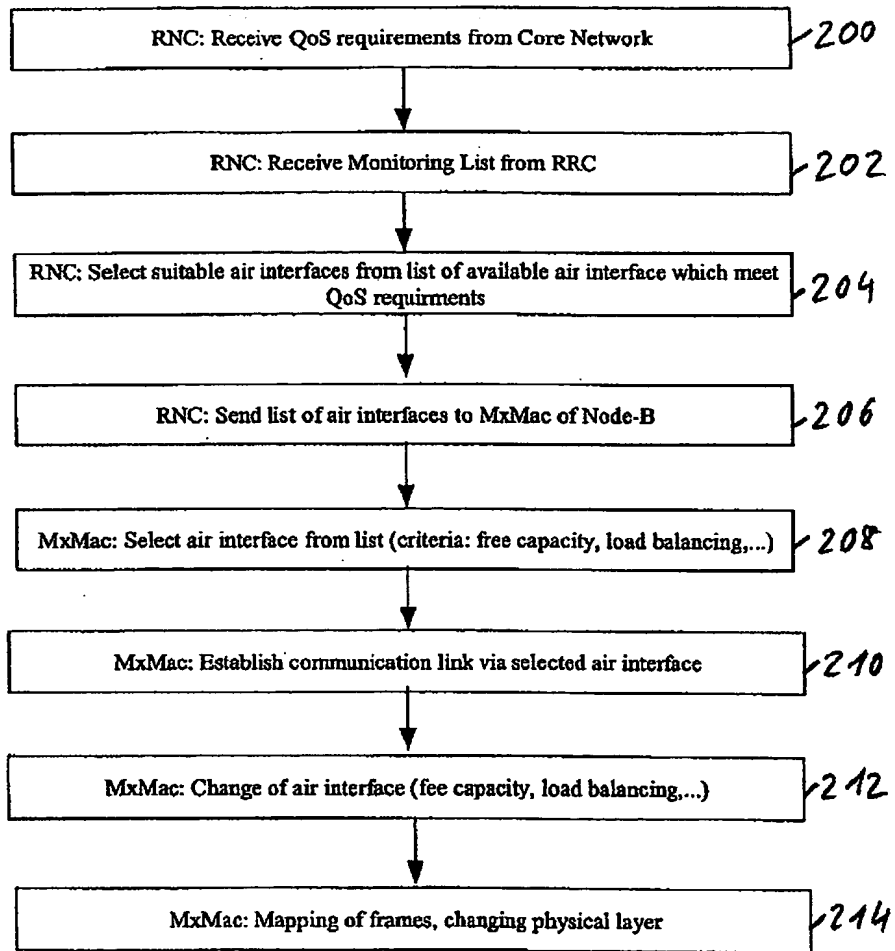 RNC: Receive QoS requirements from Core Network 200
RNC: Receive Monitoring List from RRC 202
RNC: Select suitable air interfaces from list of available air interface which meet
QoS requirments 204
RNC: Send list of air interfaces to MxMac of Node-B 206
MxMac: Select air interface from list (criteria: free capacity, load balancing,...) 208
MxMac: Establish communication link via selected air interface 210
MxMac: Change of air interface (fee capacity, load balancing,...) 212
MxMac: Mapping of frames, changing physical layer 214